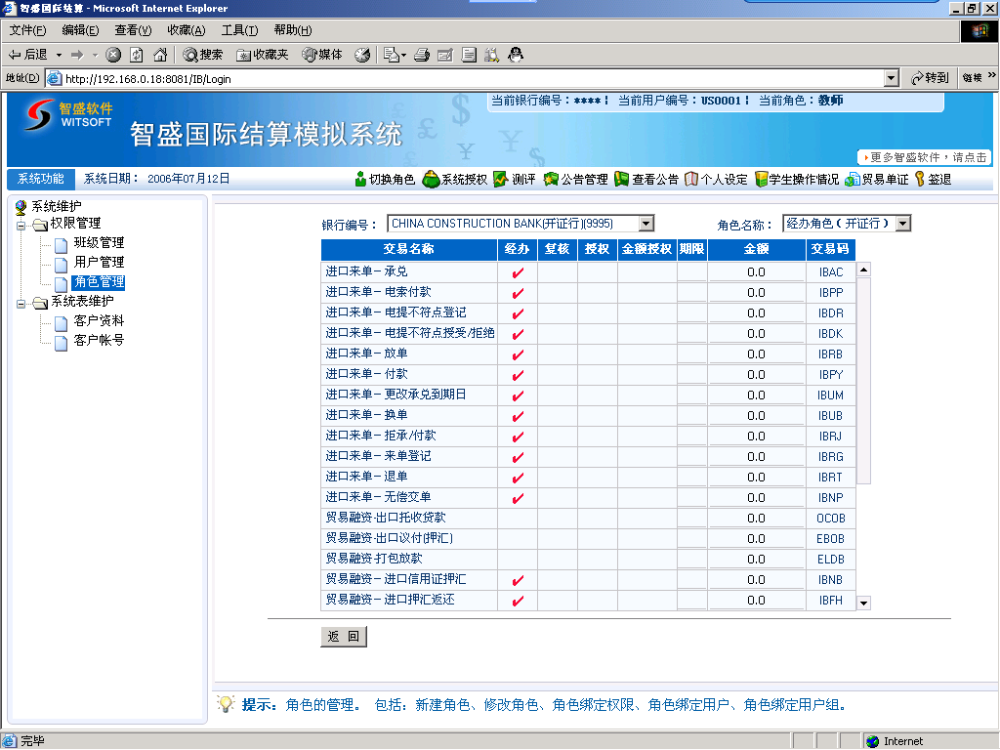 智盛国际结算 - Microsoft Internet Explorer
文件(F) 编辑(E) 查看(V) 收藏(A) 工具(T) 帮助(H)
后退 搜索 收藏夹 媒体
地址(D) http://192.168.0.18:8081/IB/Login 转到 链接 »
智盛软件
WITSOFT
智盛国际结算模拟系统
当前银行编号：****！ 当前用户编号：US0001！ 当前角色：教师
更多智盛软件，请点击
系统功能 系统日期： 2006年07月12日 切换角色 系统授权 测评 公告管理 查看公告 个人设定 学生操作情况 贸易单证 签退
系统维护
权限管理
班级管理
用户管理
角色管理
系统表维护
客户资料
客户帐号
银行编号： CHINA CONSTRUCTION BANK(开证行)(9995) 角色名称： 经办角色（开证行）
交易名称 经办 复核 授权 金额授权 期限 金额 交易码
进口来单－承兑 ✓ 0.0 IBAC
进口来单－电索付款 ✓ 0.0 IBPP
进口来单－电提不符点登记 ✓ 0.0 IBDR
进口来单－电提不符点授受/拒绝 ✓ 0.0 IBDK
进口来单－放单 ✓ 0.0 IBRB
进口来单－付款 ✓ 0.0 IBPY
进口来单－更改承兑到期日 ✓ 0.0 IBUM
进口来单－换单 ✓ 0.0 IBUB
进口来单－拒承/付款 ✓ 0.0 IBRJ
进口来单－来单登记 ✓ 0.0 IBRG
进口来单－退单 ✓ 0.0 IBRT
进口来单－无偿交单 ✓ 0.0 IBNP
贸易融资-出口托收贷款 0.0 OCOB
贸易融资-出口议付(押汇) 0.0 EBOB
贸易融资-打包放款 0.0 ELDB
贸易融资－进口信用证押汇 ✓ 0.0 IBNB
贸易融资－进口押汇返还 ✓ 0.0 IBFH
返 回
提示：角色的管理。 包括：新建角色、修改角色、角色绑定权限、角色绑定用户、角色绑定用户组。
完毕 Internet